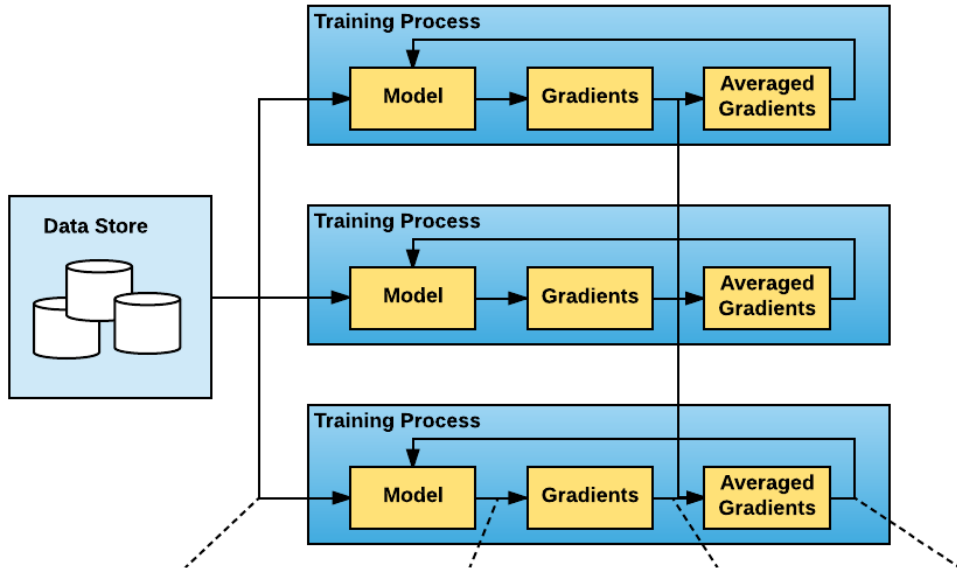 Training Process
Model
Gradients
Averaged
Gradients
Data Store
Training Process
Model
Gradients
Averaged
Gradients
Training Process
Model
Gradients
Averaged
Gradients